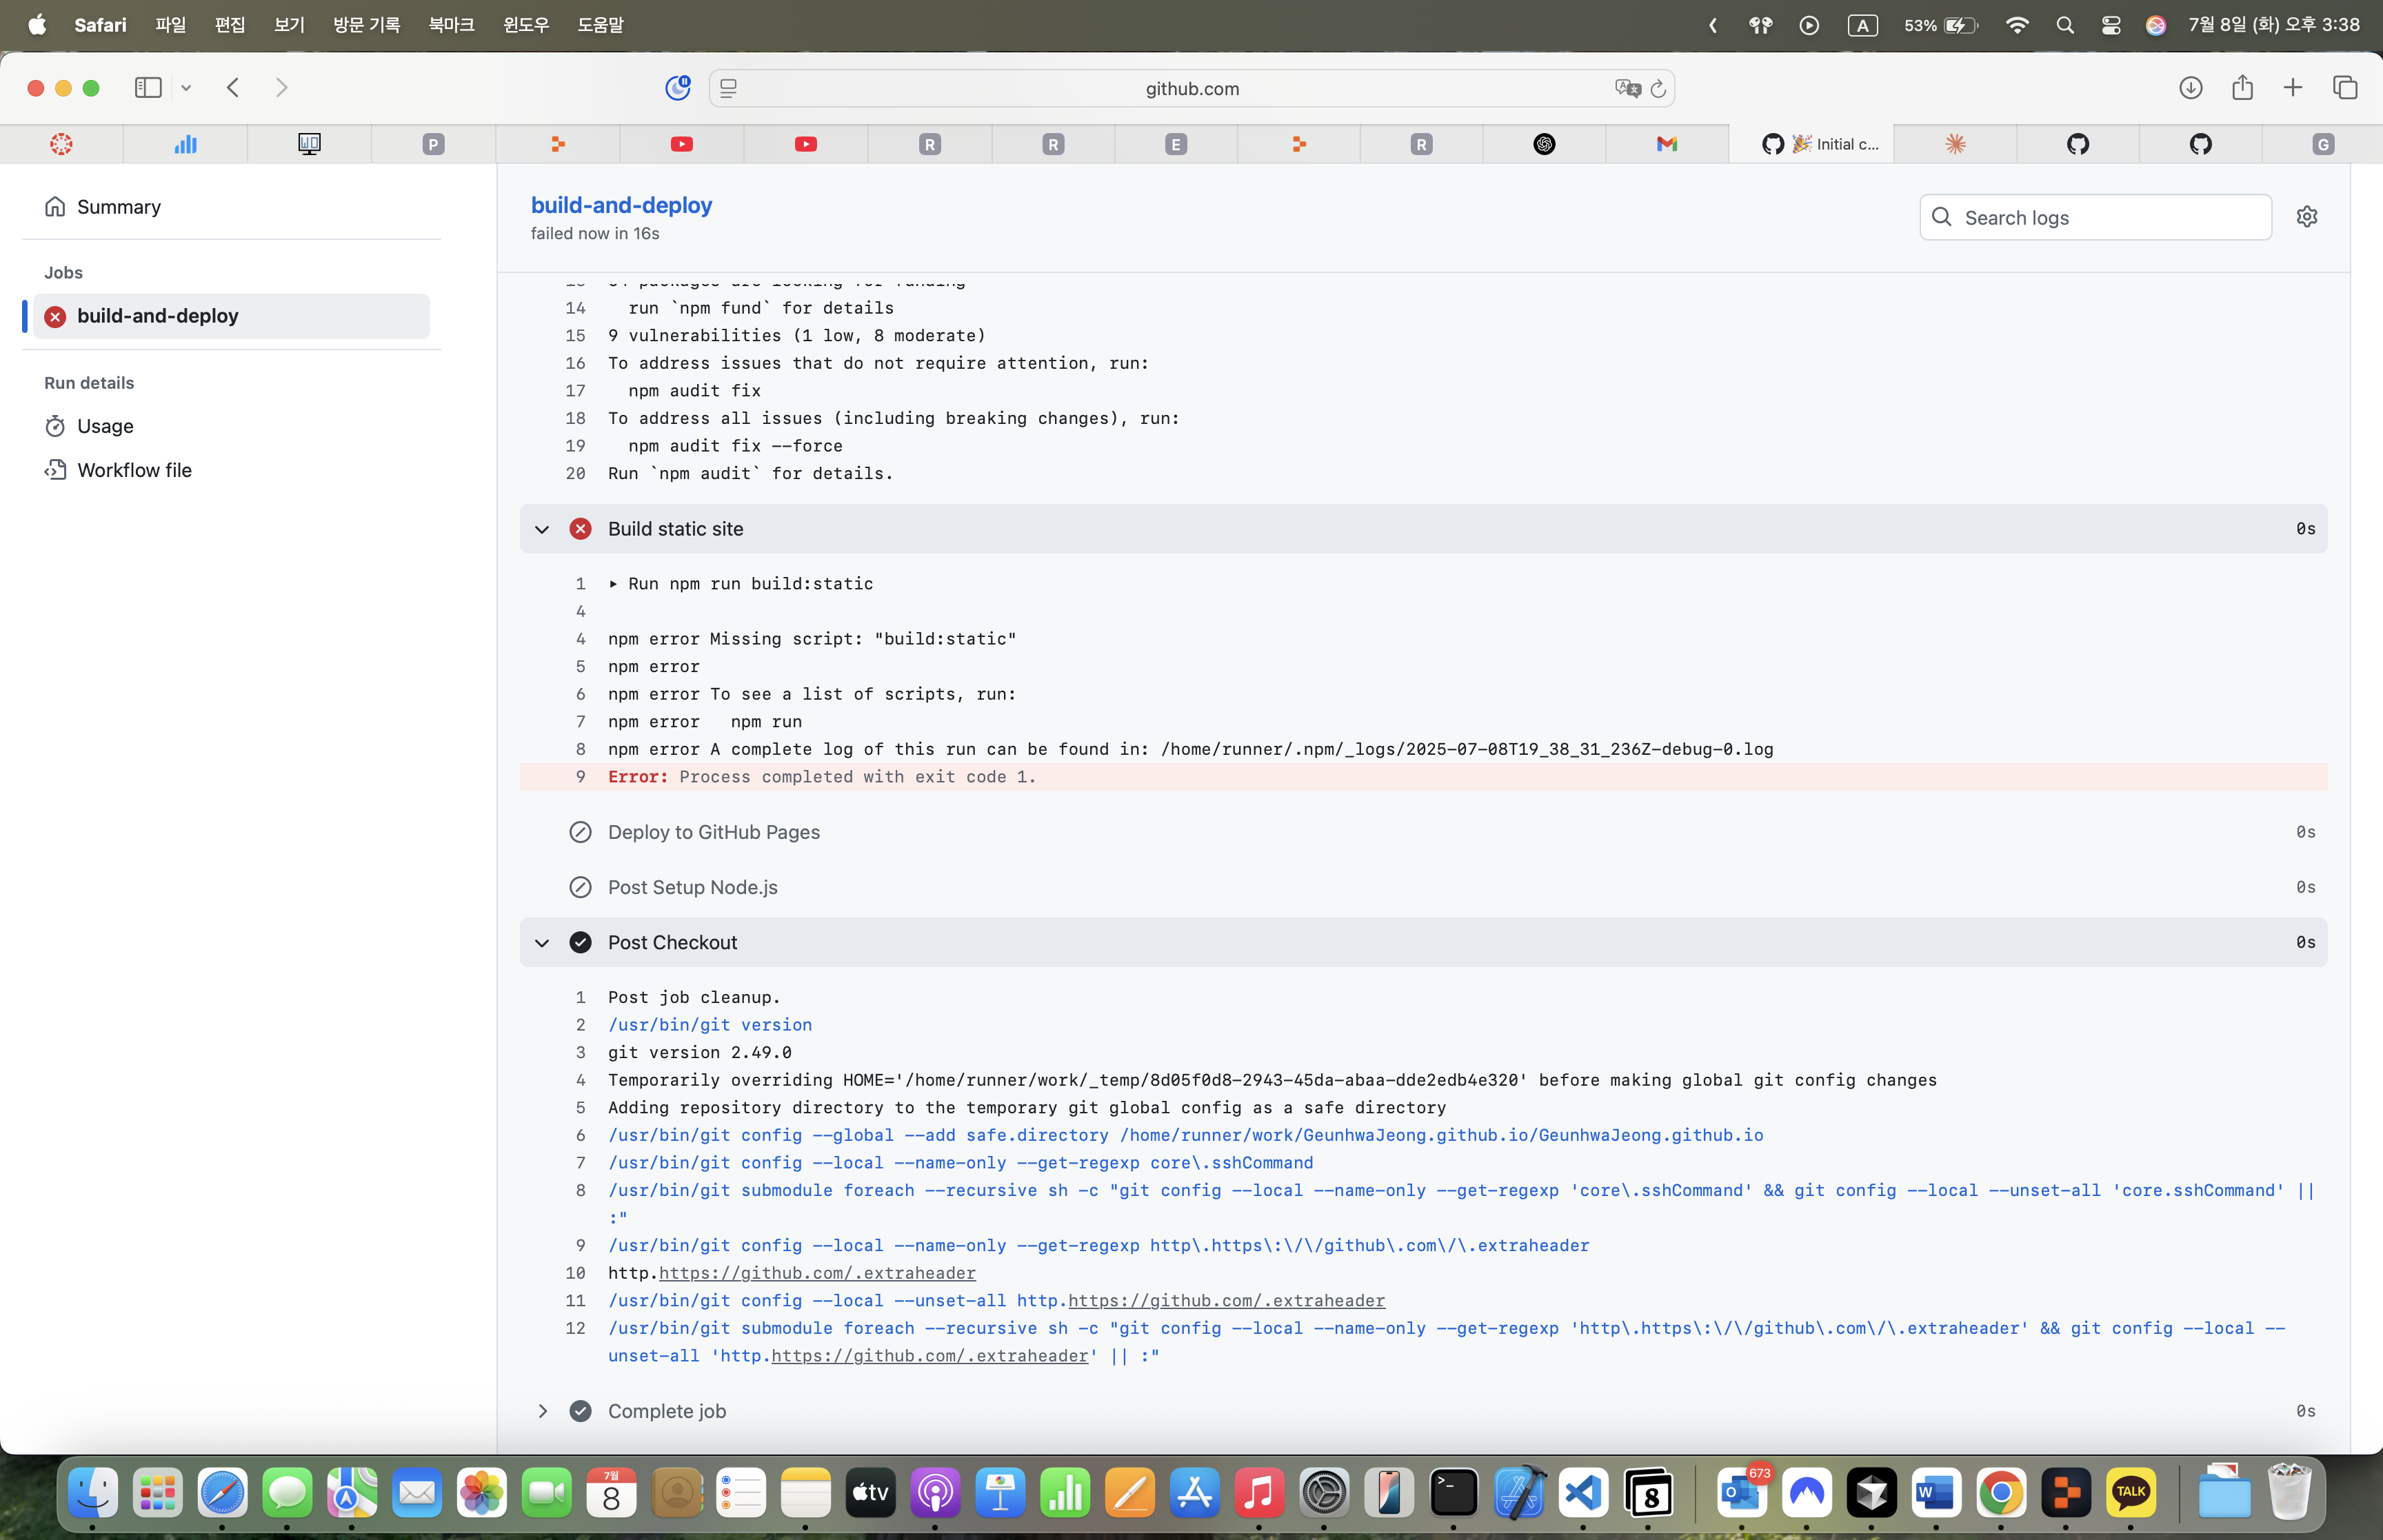 Safari 파일 편집 보기 방문 기록 북마크 윈도우 도움말 A 53% 7월 8일 (화) 오후 3:38
github.com
P R R E R Initial c... G
Summary
Jobs
build-and-deploy
Run details
Usage
Workflow file
build-and-deploy
failed now in 16s
Search logs
14 run `npm fund` for details
15 9 vulnerabilities (1 low, 8 moderate)
16 To address issues that do not require attention, run:
17 npm audit fix
18 To address all issues (including breaking changes), run:
19 npm audit fix --force
20 Run `npm audit` for details.
Build static site 0s
1 ▸ Run npm run build:static
4
4 npm error Missing script: "build:static"
5 npm error
6 npm error To see a list of scripts, run:
7 npm error   npm run
8 npm error A complete log of this run can be found in: /home/runner/.npm/_logs/2025-07-08T19_38_31_236Z-debug-0.log
9 Error: Process completed with exit code 1.
Deploy to GitHub Pages 0s
Post Setup Node.js 0s
Post Checkout 0s
1 Post job cleanup.
2 /usr/bin/git version
3 git version 2.49.0
4 Temporarily overriding HOME='/home/runner/work/_temp/8d05f0d8-2943-45da-abaa-dde2edb4e320' before making global git config changes
5 Adding repository directory to the temporary git global config as a safe directory
6 /usr/bin/git config --global --add safe.directory /home/runner/work/GeunhwaJeong.github.io/GeunhwaJeong.github.io
7 /usr/bin/git config --local --name-only --get-regexp core\.sshCommand
8 /usr/bin/git submodule foreach --recursive sh -c "git config --local --name-only --get-regexp 'core\.sshCommand' && git config --local --unset-all 'core.sshCommand' ||
:"
9 /usr/bin/git config --local --name-only --get-regexp http\.https\:\/\/github\.com\/\.extraheader
10 http.https://github.com/.extraheader
11 /usr/bin/git config --local --unset-all http.https://github.com/.extraheader
12 /usr/bin/git submodule foreach --recursive sh -c "git config --local --name-only --get-regexp 'http\.https\:\/\/github\.com\/\.extraheader' && git config --local --
unset-all 'http.https://github.com/.extraheader' || :"
Complete job 0s
7월
8
tv
8
673
TALK